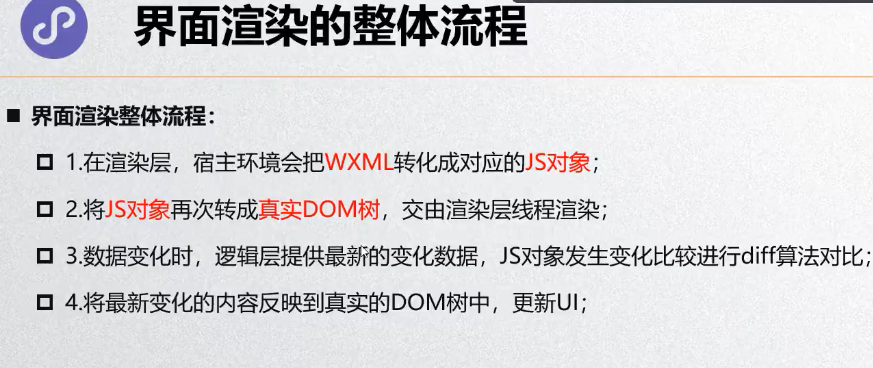 界面渲染的整体流程
界面渲染整体流程：
1.在渲染层，宿主环境会把WXML转化成对应的JS对象；
2.将JS对象再次转成真实DOM树，交由渲染层线程渲染；
3.数据变化时，逻辑层提供最新的变化数据，JS对象发生变化比较进行diff算法对比；
4.将最新变化的内容反映到真实的DOM树中，更新UI；